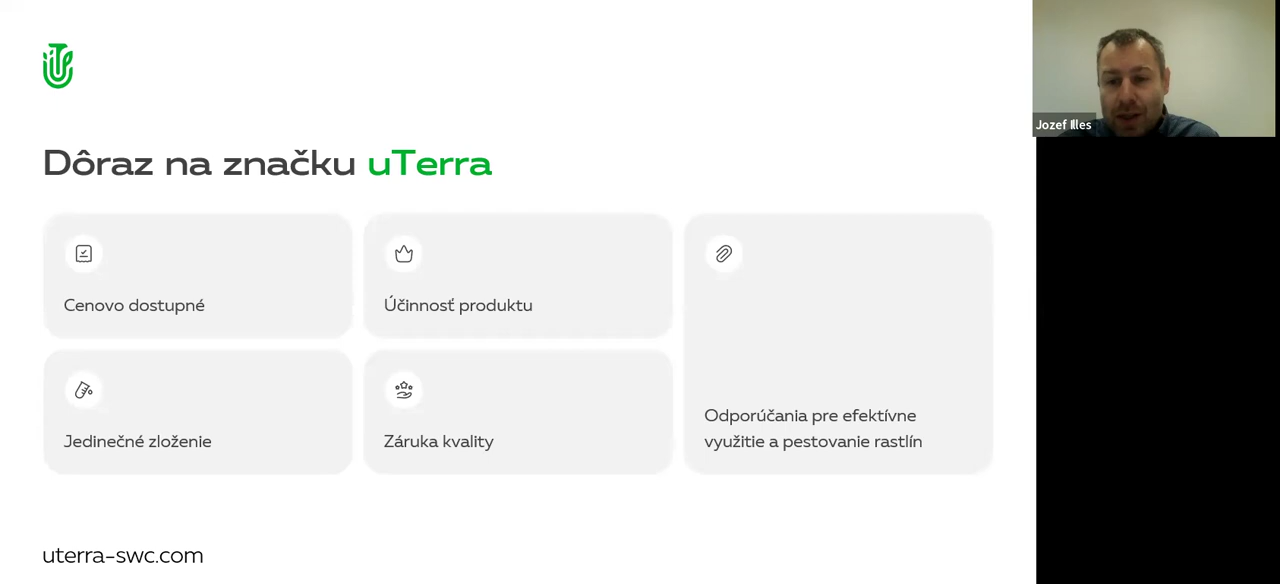 Dôraz na značku uTerra
Cenovo dostupné
Účinnosť produktu
Jedinečné zloženie
Záruka kvality
Odporúčania pre efektívne
využitie a pestovanie rastlín
uterra-swc.com
Jozef Illes